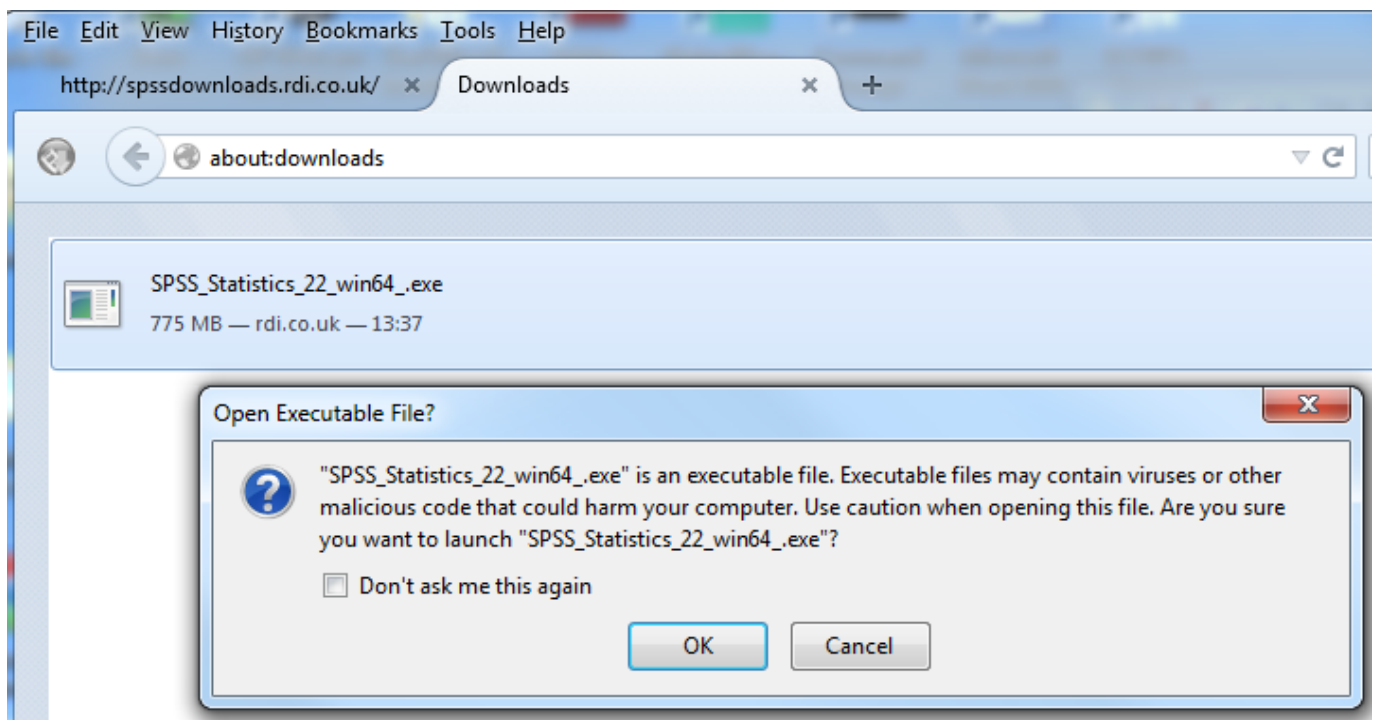 File Edit View History Bookmarks Tools Help
http://spssdownloads.rdi.co.uk/ × Downloads × +
about:downloads
SPSS_Statistics_22_win64_.exe
775 MB — rdi.co.uk — 13:37
Open Executable File?
"SPSS_Statistics_22_win64_.exe" is an executable file. Executable files may contain viruses or other
malicious code that could harm your computer. Use caution when opening this file. Are you sure
you want to launch "SPSS_Statistics_22_win64_.exe"?
Don't ask me this again
OK Cancel